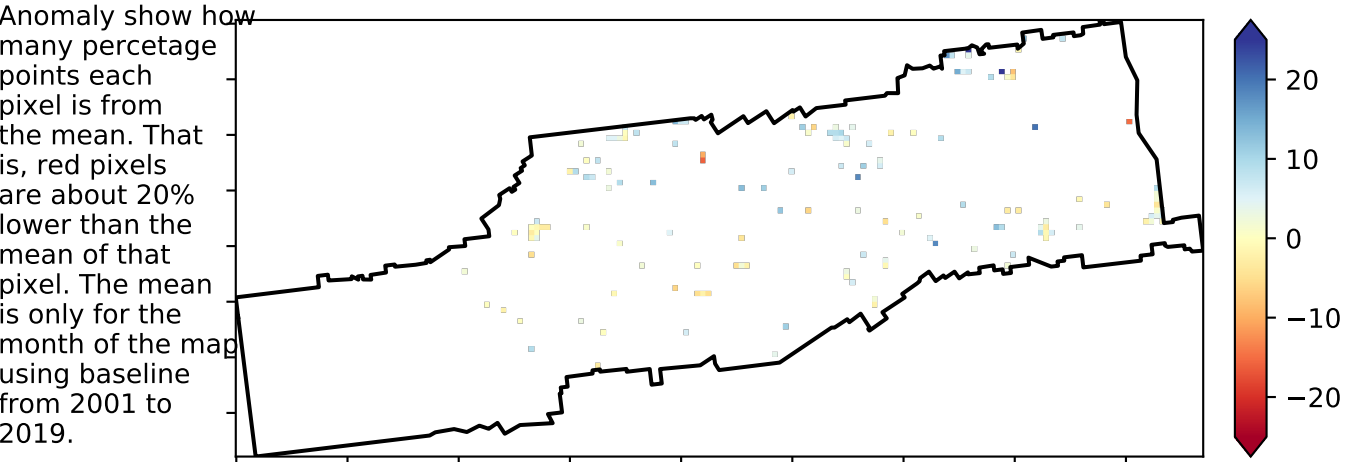 Anomaly show how
many percetage
points each
pixel is from
the mean. That
is, red pixels
are about 20%
lower than the
mean of that
pixel. The mean
is only for the
month of the map
using baseline
from 2001 to
2019.
20
10
0
−10
−20